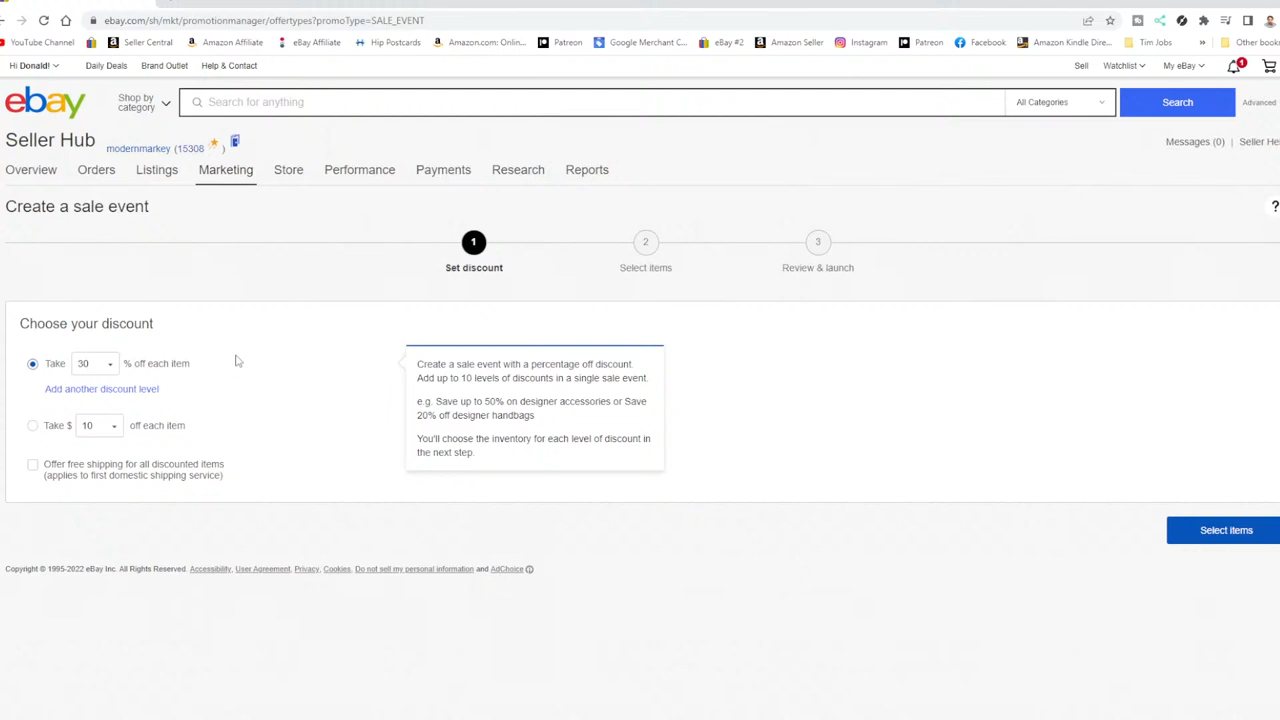 ebay.com/sh/mkt/promotionmanager/offertypes?promoType=SALE_EVENT
YouTube Channel Seller Central Amazon Affiliate eBay Affiliate Hip Postcards Amazon.com: Onlin... Patreon Google Merchant C... eBay #2 Amazon Seller Instagram Patreon Facebook Amazon Kindle Dire... Tim Jobs » Other book
Hi Donald! Daily Deals Brand Outlet Help & Contact Sell Watchlist My eBay 1
ebay Shop by category Search for anything All Categories Search Advanced
Seller Hub modernmarkey (15308 ) Messages (0) Seller He
Overview Orders Listings Marketing Store Performance Payments Research Reports
Create a sale event ?
1 2 3
Set discount Select items Review & launch
Choose your discount
Take 30 % off each item
Add another discount level
Take $ 10 off each item
Offer free shipping for all discounted items
(applies to first domestic shipping service)
Create a sale event with a percentage off discount.
Add up to 10 levels of discounts in a single sale event.
e.g. Save up to 50% on designer accessories or Save
20% off designer handbags
You'll choose the inventory for each level of discount in
the next step.
Select items
Copyright © 1995-2022 eBay Inc. All Rights Reserved. Accessibility, User Agreement, Privacy, Cookies, Do not sell my personal information and AdChoice